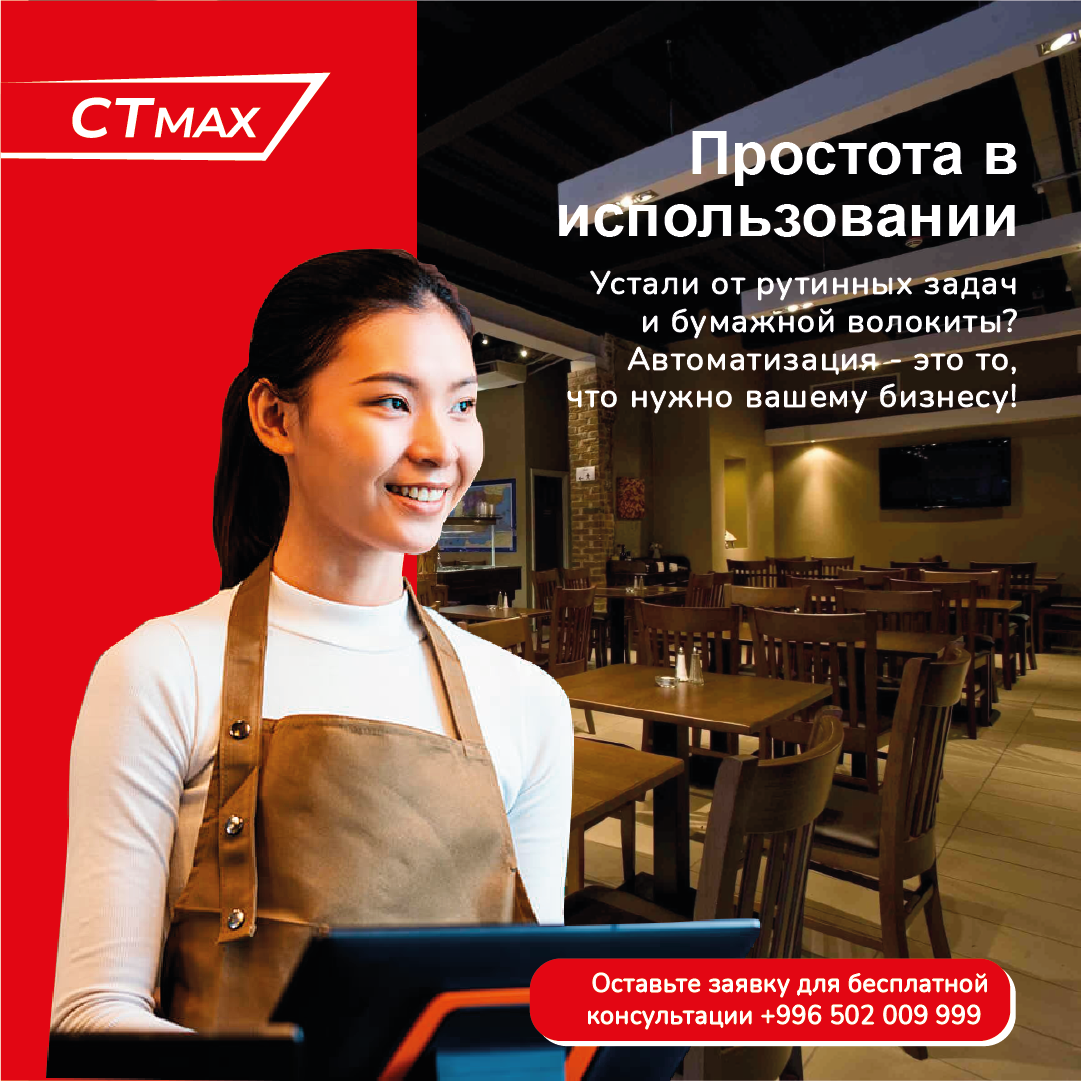 CTMAX
Простота в
использовании
Устали от рутинных задач
и бумажной волокиты?
Автоматизация - это то,
что нужно вашему бизнесу!
Оставьте заявку для бесплатной
консультации +996 502 009 999